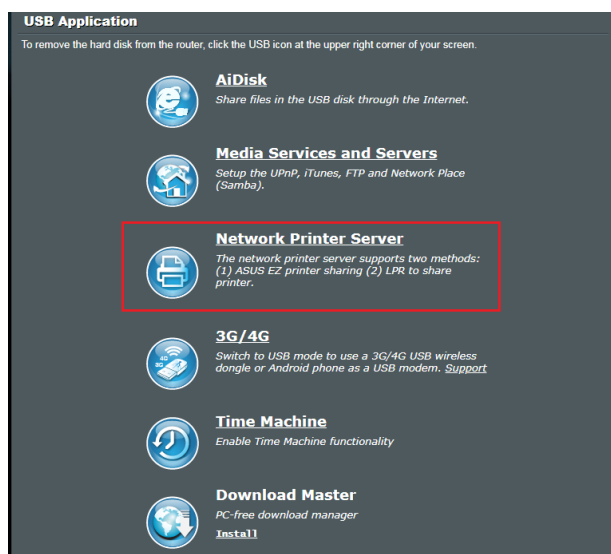 USB Application
To remove the hard disk from the router, click the USB icon at the upper right corner of your screen.
AiDisk
Share files in the USB disk through the Internet.
Media Services and Servers
Setup the UPnP, iTunes, FTP and Network Place
(Samba).
Network Printer Server
The network printer server supports two methods:
(1) ASUS EZ printer sharing (2) LPR to share
printer.
4G
3G
3G/4G
Switch to USB mode to use a 3G/4G USB wireless
dongle or Android phone as a USB modem. Support
Time Machine
Enable Time Machine functionality
Download Master
PC-free download manager
Install